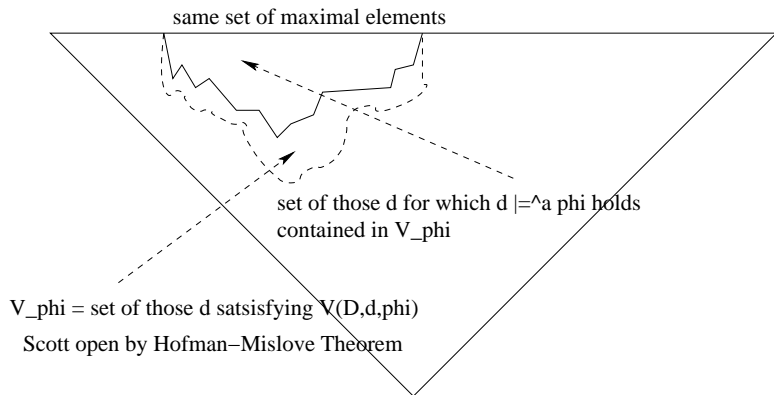 same set of maximal elements
set of those d for which d |=^a phi holds
contained in V_phi
V_phi = set of those d satsisfying V(D,d,phi)
Scott open by Hofman−Mislove Theorem